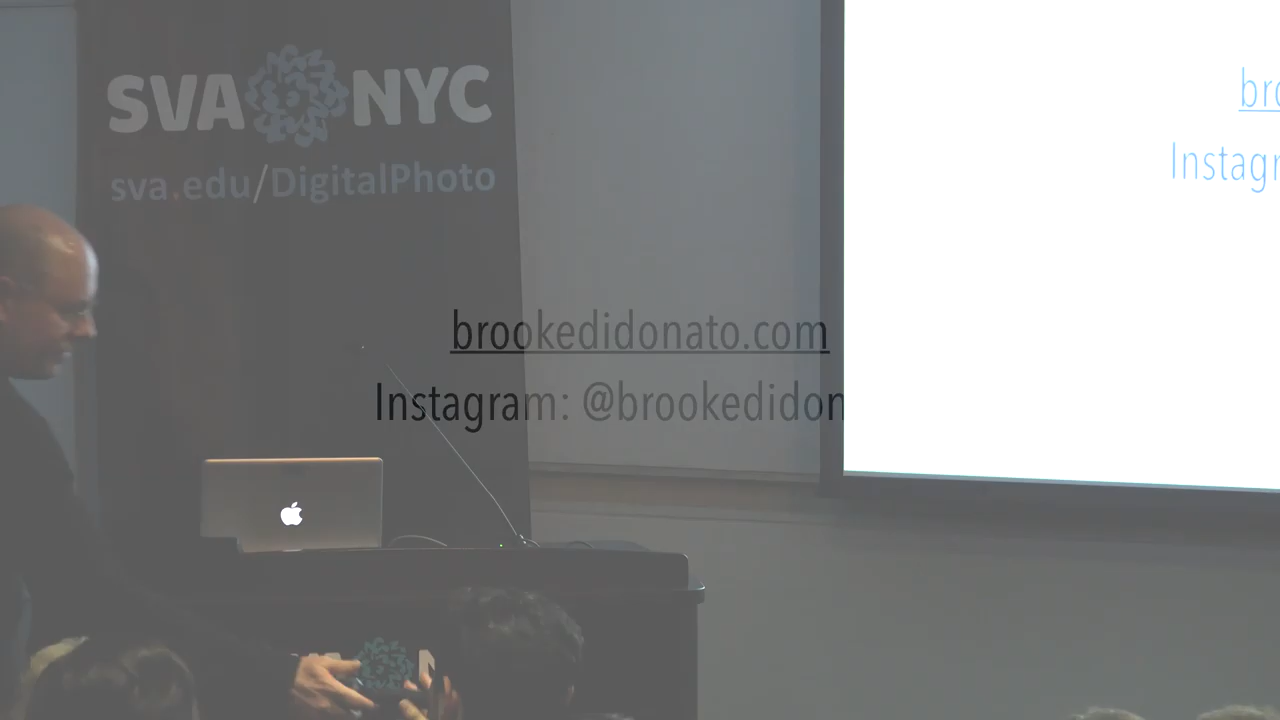 SVA NYC
sva.edu/DigitalPhoto
bro
Instagr
brookedidonato.com
Instagram: @brookedidon